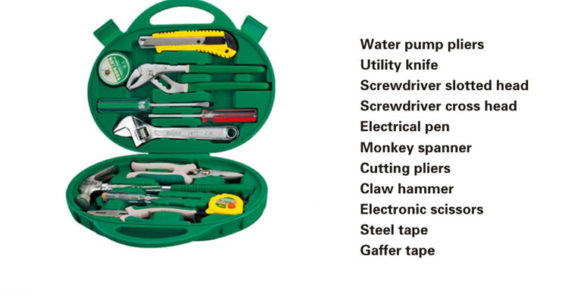 Water pump pliers
Utility knife
Screwdriver slotted head
Screwdriver cross head
Electrical pen
Monkey spanner
Cutting pliers
Claw hammer
Electronic scissors
Steel tape
Gaffer tape